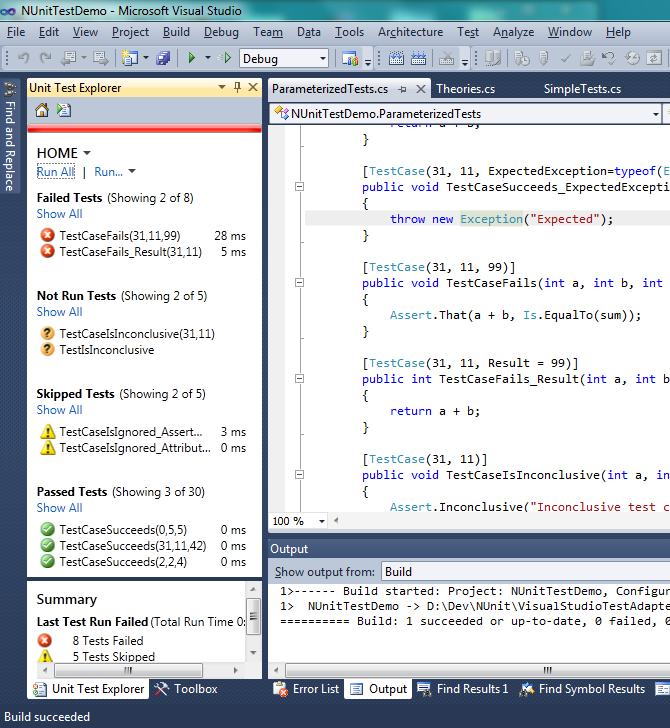 NUnitTestDemo - Microsoft Visual Studio
File Edit View Project Build Debug Team Data Tools Architecture Test Analyze Window Help
Debug
Find and Replace
Unit Test Explorer
HOME
Run All | Run...
Failed Tests (Showing 2 of 8)
Show All
TestCaseFails(31,11,99) 28 ms
TestCaseFails_Result(31,11) 5 ms
Not Run Tests (Showing 2 of 5)
Show All
TestCaseIsInconclusive(31,11)
TestIsInconclusive
Skipped Tests (Showing 2 of 5)
Show All
TestCaseIsIgnored_Assert... 3 ms
TestCaseIsIgnored_Attribut... 0 ms
Passed Tests (Showing 3 of 30)
Show All
TestCaseSucceeds(0,5,5) 0 ms
TestCaseSucceeds(31,11,42) 0 ms
TestCaseSucceeds(2,2,4) 0 ms
Summary
Last Test Run Failed (Total Run Time 0:
8 Tests Failed
5 Tests Skipped
Unit Test Explorer Toolbox
ParameterizedTests.cs Theories.cs SimpleTests.cs
NUnitTestDemo.ParameterizedTests
return a + b;
}
[TestCase(31, 11, ExpectedException=typeof(E
public void TestCaseSucceeds_ExpectedExcepti
{
throw new Exception("Expected");
}
[TestCase(31, 11, 99)]
public void TestCaseFails(int a, int b, int
{
Assert.That(a + b, Is.EqualTo(sum));
}
[TestCase(31, 11, Result = 99)]
public int TestCaseFails_Result(int a, int b
{
return a + b;
}
[TestCase(31, 11)]
public void TestCaseIsInconclusive(int a, in
{
Assert.Inconclusive("Inconclusive test c
100 %
Output
Show output from: Build
1>------ Build started: Project: NUnitTestDemo, Configur
1> NUnitTestDemo -> D:\Dev\NUnit\VisualStudioTestAdapte
========== Build: 1 succeeded or up-to-date, 0 failed, 0
Error List Output Find Results 1 Find Symbol Results
Build succeeded